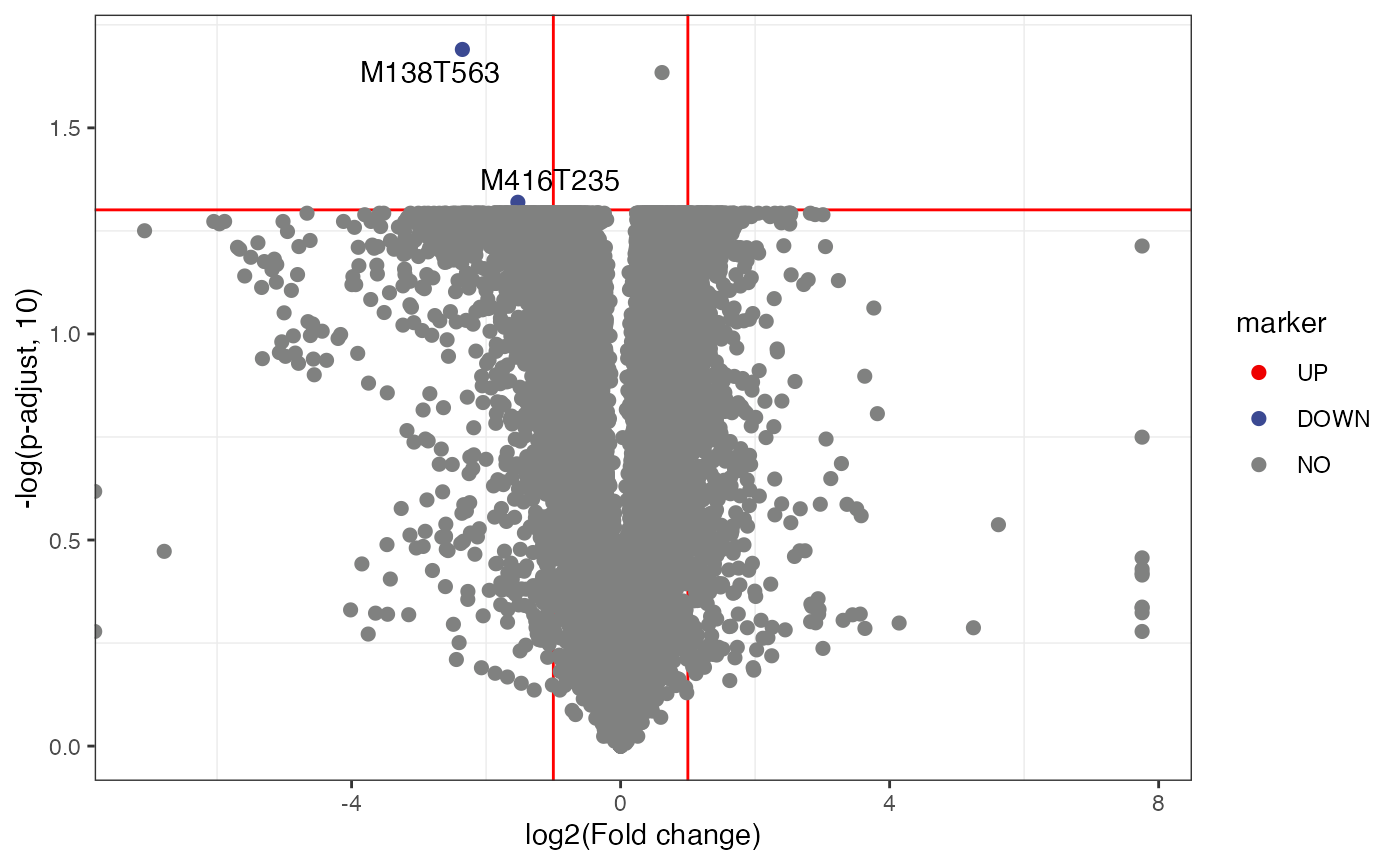 M138T563
M416T235
-log(p-adjust, 10)
1.5
1.0
0.5
0.0
-4
0
4
8
log2(Fold change)
marker
UP
DOWN
NO